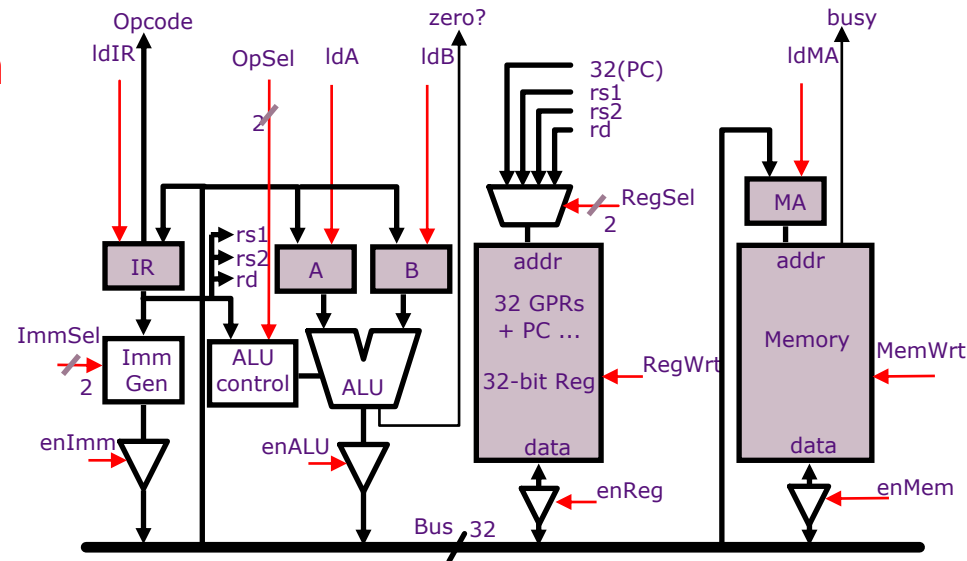 Opcode
zero?
busy
ldIR
OpSel
ldA
ldB
ldMA
32(PC)
rs1
rs2
rd
2
RegSel
2
MA
rs1
rs2
rd
IR
A
B
addr
addr
32 GPRs
+ PC ...
32-bit Reg
Memory
ImmSel
2
Imm
Gen
ALU
control
ALU
RegWrt
MemWrt
data
data
enImm
enALU
enReg
enMem
Bus
32